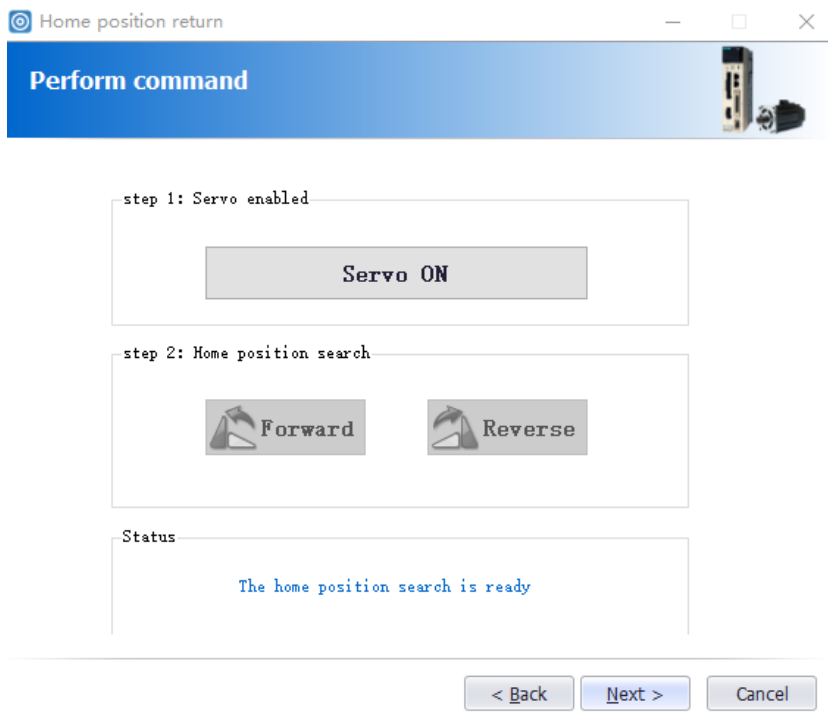 Home position return
Perform command
step 1: Servo enabled
Servo ON
step 2: Home position search
Forward
Reverse
Status
The home position search is ready
< Back
Next >
Cancel